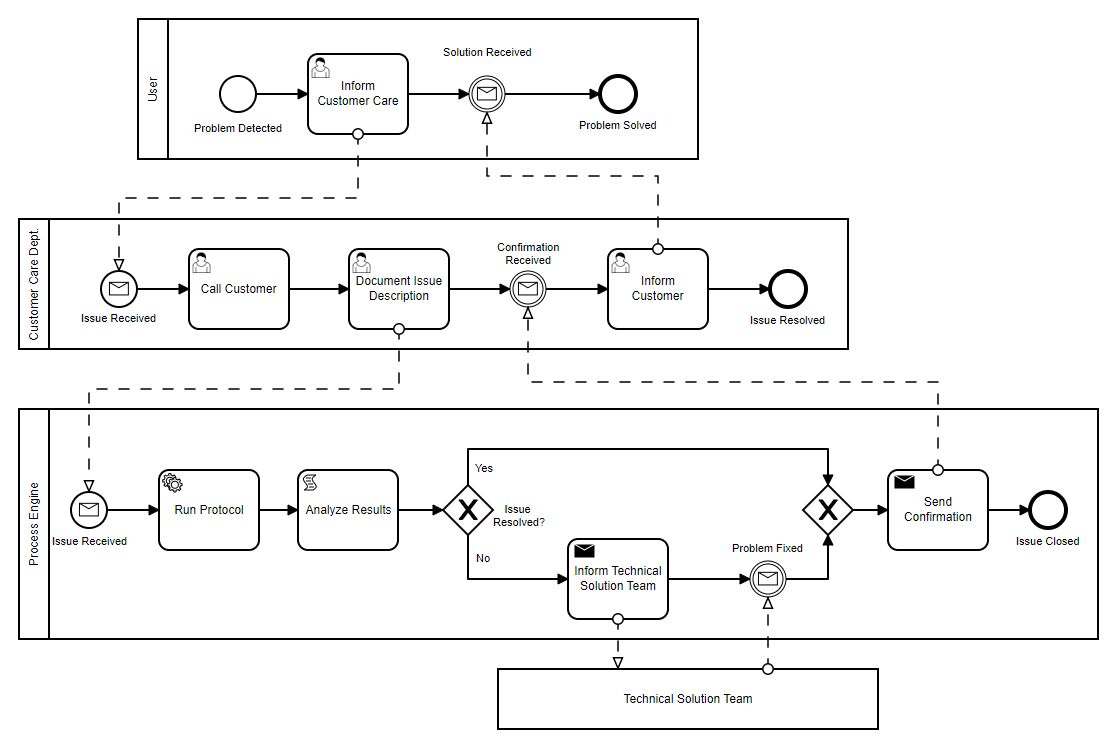 User
Solution Received
Inform
Customer Care
Problem Detected
Problem Solved
Customer Care Dept.
Confirmation
Received
Call Customer
Document Issue
Description
Inform
Customer
Issue Received
Issue Resolved
Process Engine
Yes
Run Protocol
Analyze Results
Issue
Resolved?
Send
Confirmation
Issue Received
Issue Closed
No
Problem Fixed
Inform Technical
Solution Team
Technical Solution Team